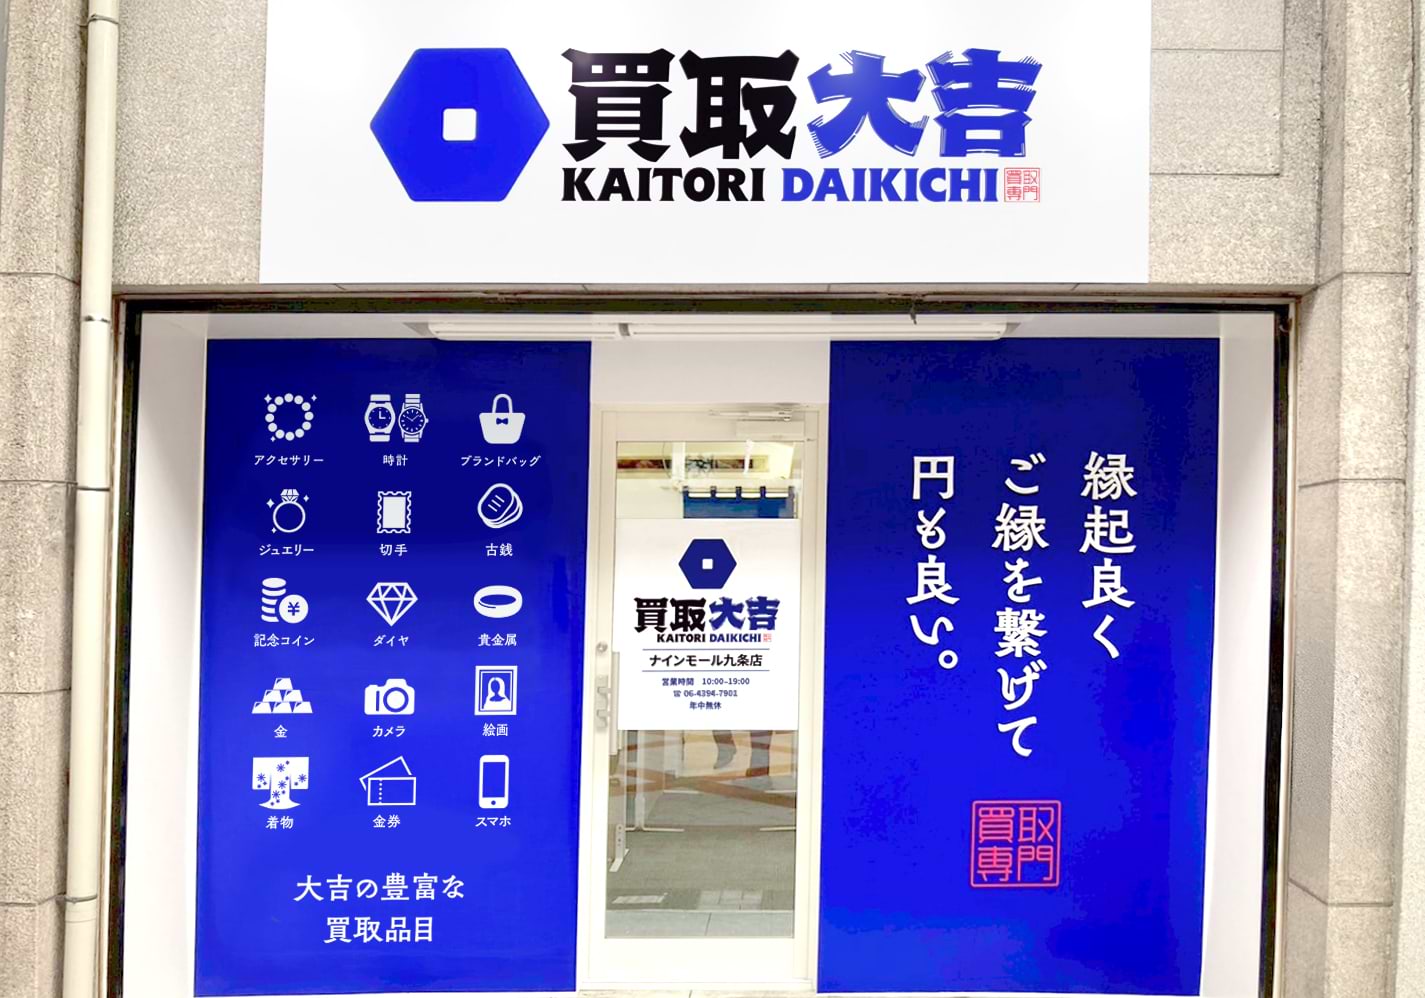 買取大吉
KAITORI DAIKICHI
買取
専門
アクセサリー
時計
ブランドバッグ
ジュエリー
切手
古銭
記念コイン
ダイヤ
貴金属
¥
金
カメラ
絵画
着物
金券
スマホ
大吉の豊富な
買取品目
買取大吉
KAITORI DAIKICHI
ナインモール九条店
営業時間 10:00-19:00
☎ 06-4394-7901
年中無休
縁起良く
ご縁を繋げて
円も良い。
買取
専門